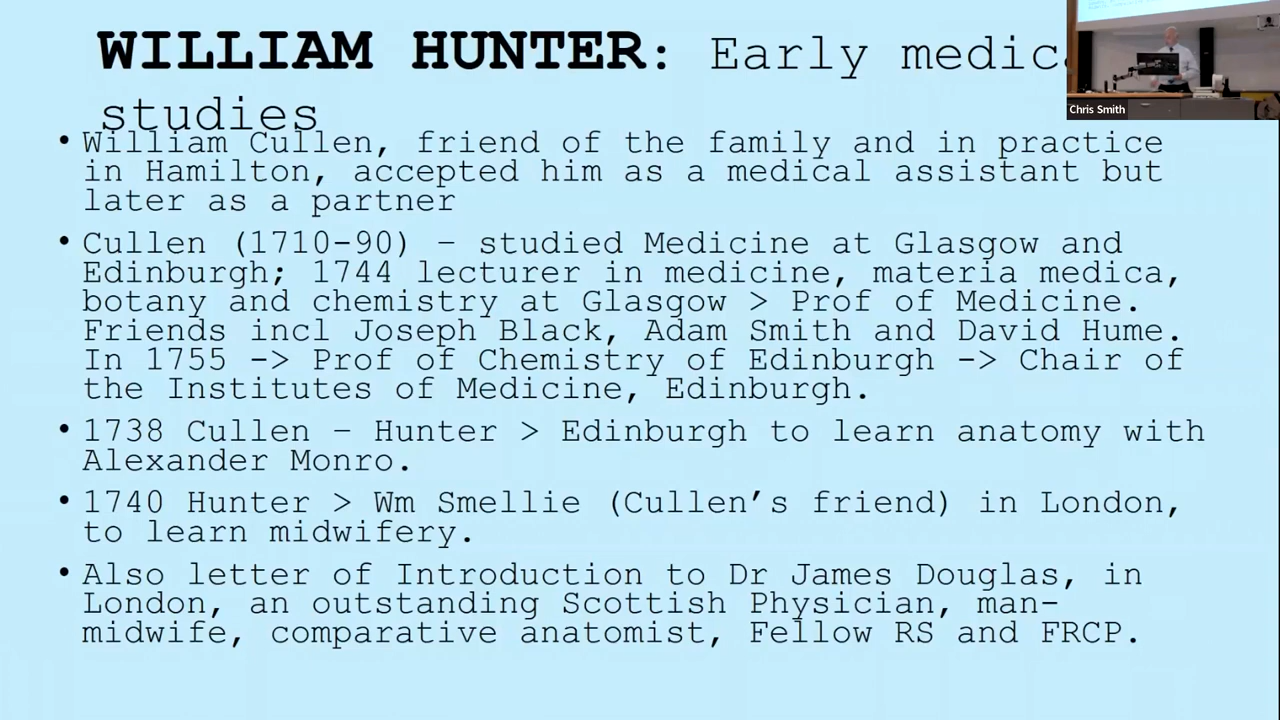 WILLIAM HUNTER: Early medic
studies
Chris Smith
• William Cullen, friend of the family and in practice
in Hamilton, accepted him as a medical assistant but
later as a partner
• Cullen (1710-90) – studied Medicine at Glasgow and
Edinburgh; 1744 lecturer in medicine, materia medica,
botany and chemistry at Glasgow > Prof of Medicine.
Friends incl Joseph Black, Adam Smith and David Hume.
In 1755 -> Prof of Chemistry of Edinburgh -> Chair of
the Institutes of Medicine, Edinburgh.
• 1738 Cullen – Hunter > Edinburgh to learn anatomy with
Alexander Monro.
• 1740 Hunter > Wm Smellie (Cullen’s friend) in London,
to learn midwifery.
• Also letter of Introduction to Dr James Douglas, in
London, an outstanding Scottish Physician, man-
midwife, comparative anatomist, Fellow RS and FRCP.